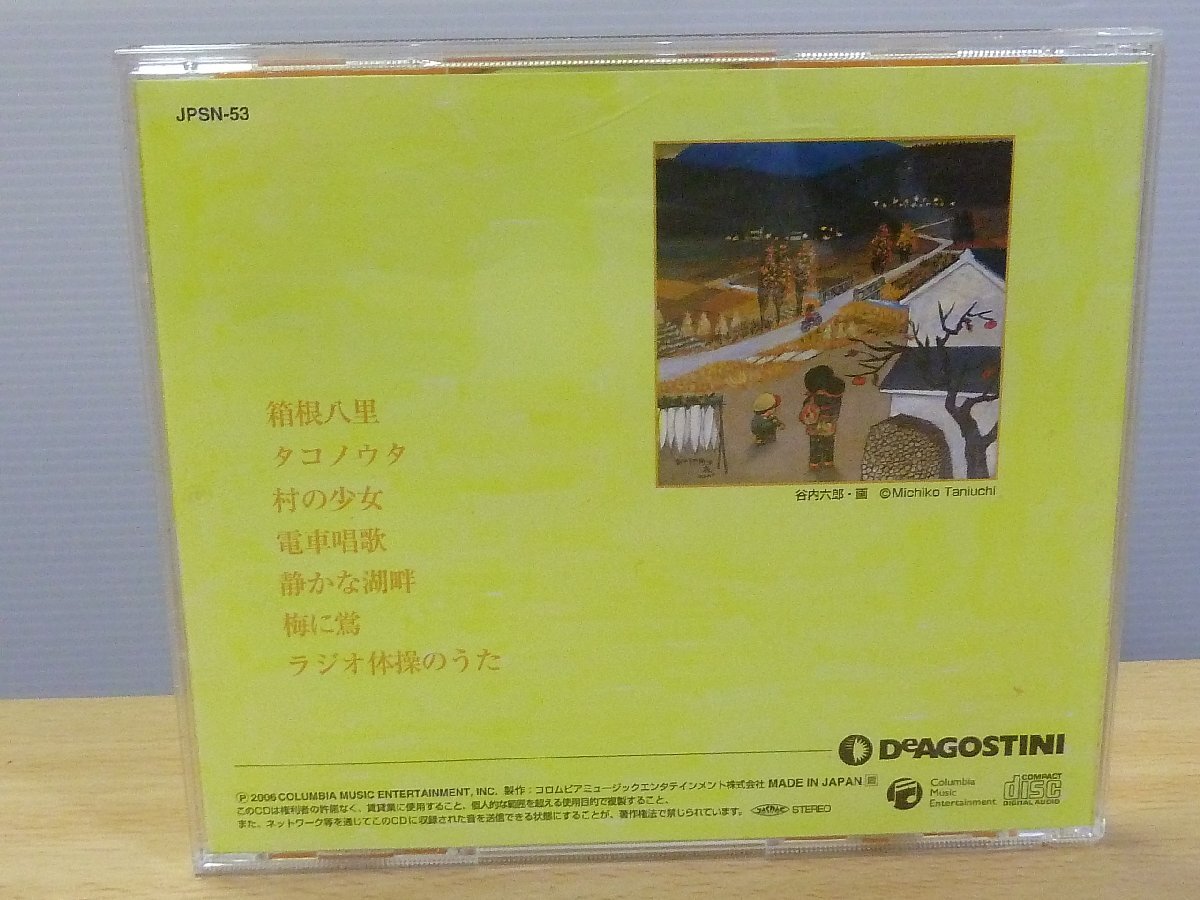 JPSN-53
谷内六郎・画 ©Michiko Taniuchi
箱根八里
タコノウタ
村の少女
電車唱歌
静かな湖畔
梅に鶯
ラジオ体操のうた
DeAGOSTINI
Ⓟ2006 COLUMBIA MUSIC ENTERTAINMENT, INC. 製作：コロムビアミュージックエンタテインメント株式会社 MADE IN JAPAN
このCDは権利者の許諾なく、賃貸業に使用すること、個人的な範囲を超える使用目的で複製すること、
また、ネットワーク等を通じてこのCDに収録された音を送信できる状態にすることが、著作権法で禁じられています。 STEREO
Columbia
Music
Entertainment
COMPACT
disc
DIGITAL AUDIO